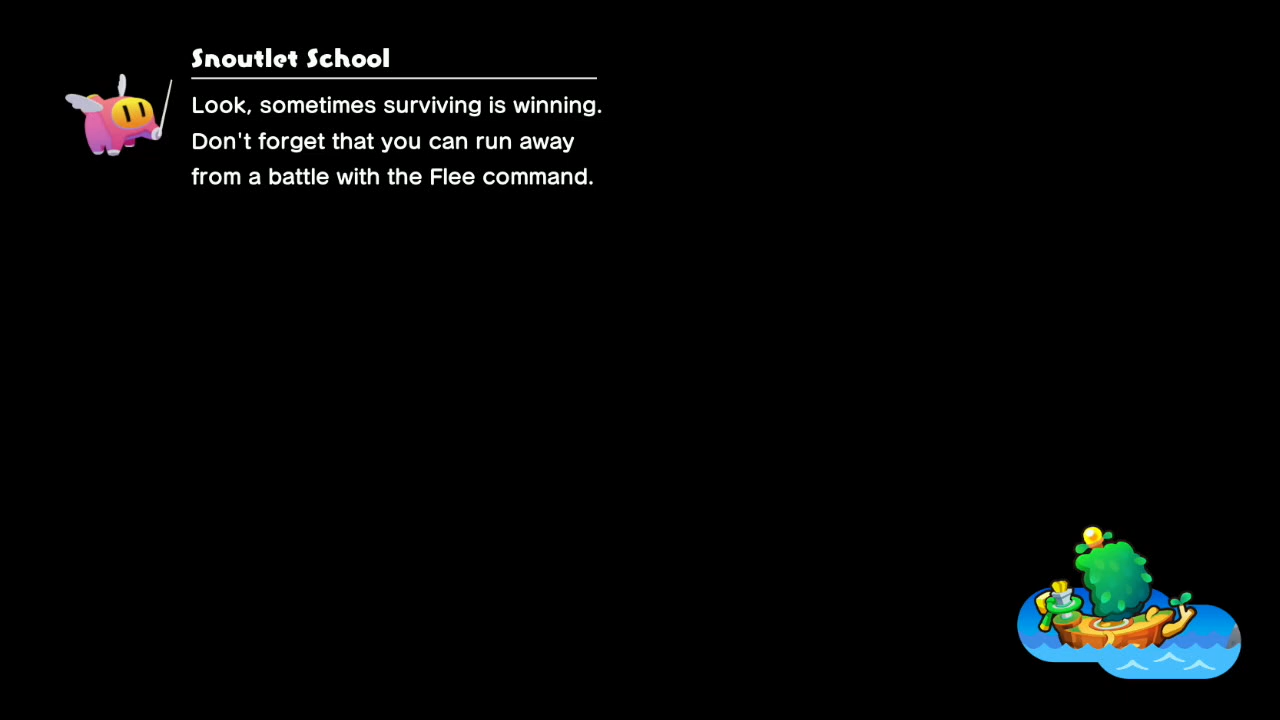 Snoutlet School
Look, sometimes surviving is winning.
Don't forget that you can run away
from a battle with the Flee command.